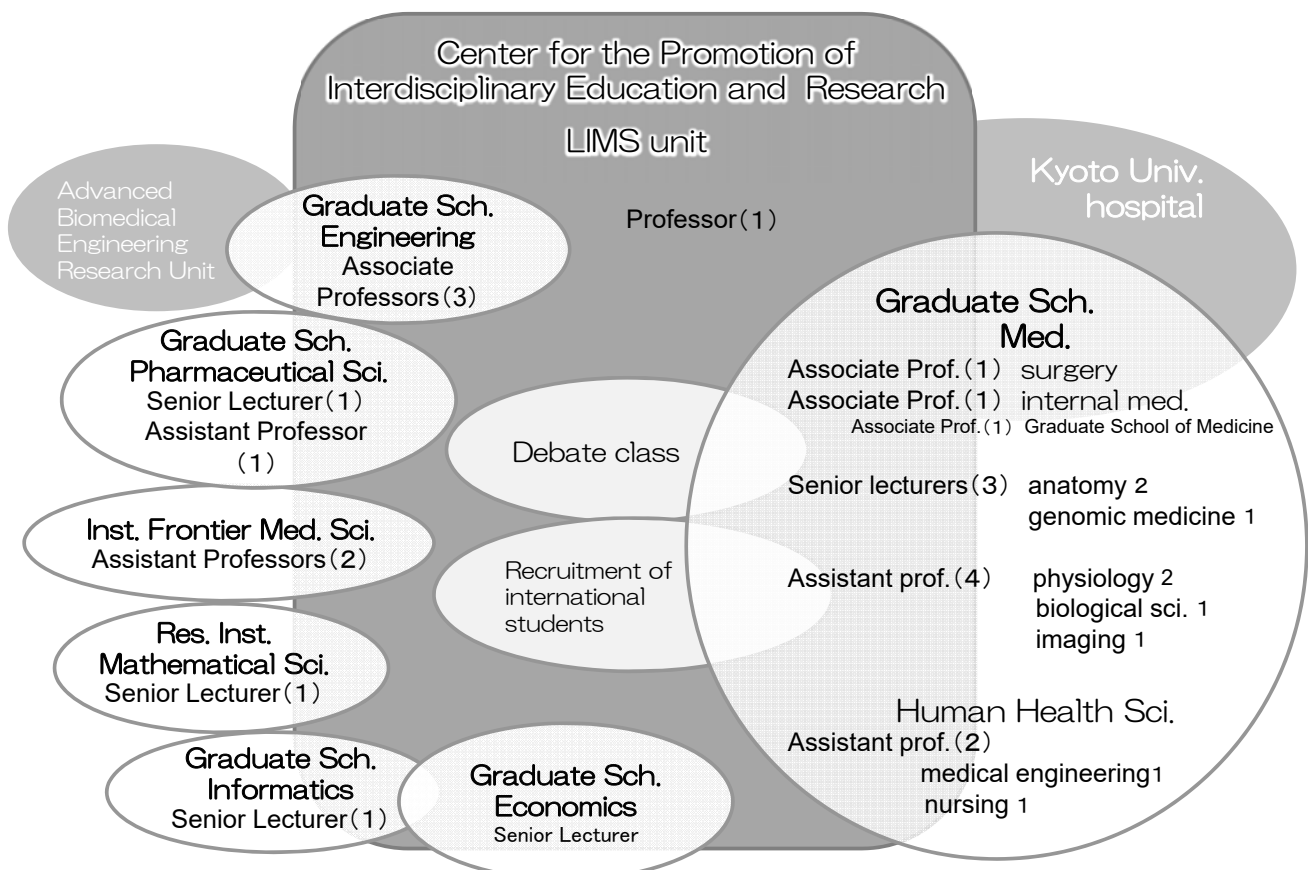 Center for the Promotion of
Interdisciplinary Education and Research
LIMS unit
Advanced
Biomedical
Engineering
Research Unit
Graduate Sch.
Engineering
Associate
Professors(3)
Professor(1)
Kyoto Univ.
hospital
Graduate Sch.
Pharmaceutical Sci.
Senior Lecturer(1)
Assistant Professor
(1)
Inst. Frontier Med. Sci.
Assistant Professors(2)
Res. Inst.
Mathematical Sci.
Senior Lecturer(1)
Graduate Sch.
Informatics
Senior Lecturer(1)
Graduate Sch.
Economics
Senior Lecturer
Debate class
Recruitment of
international
students
Graduate Sch.
Med.
Associate Prof.(1) surgery
Associate Prof.(1) internal med.
Associate Prof.(1) Graduate School of Medicine
Senior lecturers(3) anatomy 2
genomic medicine 1
Assistant prof.(4) physiology 2
biological sci. 1
imaging 1
Human Health Sci.
Assistant prof.(2)
medical engineering1
nursing 1